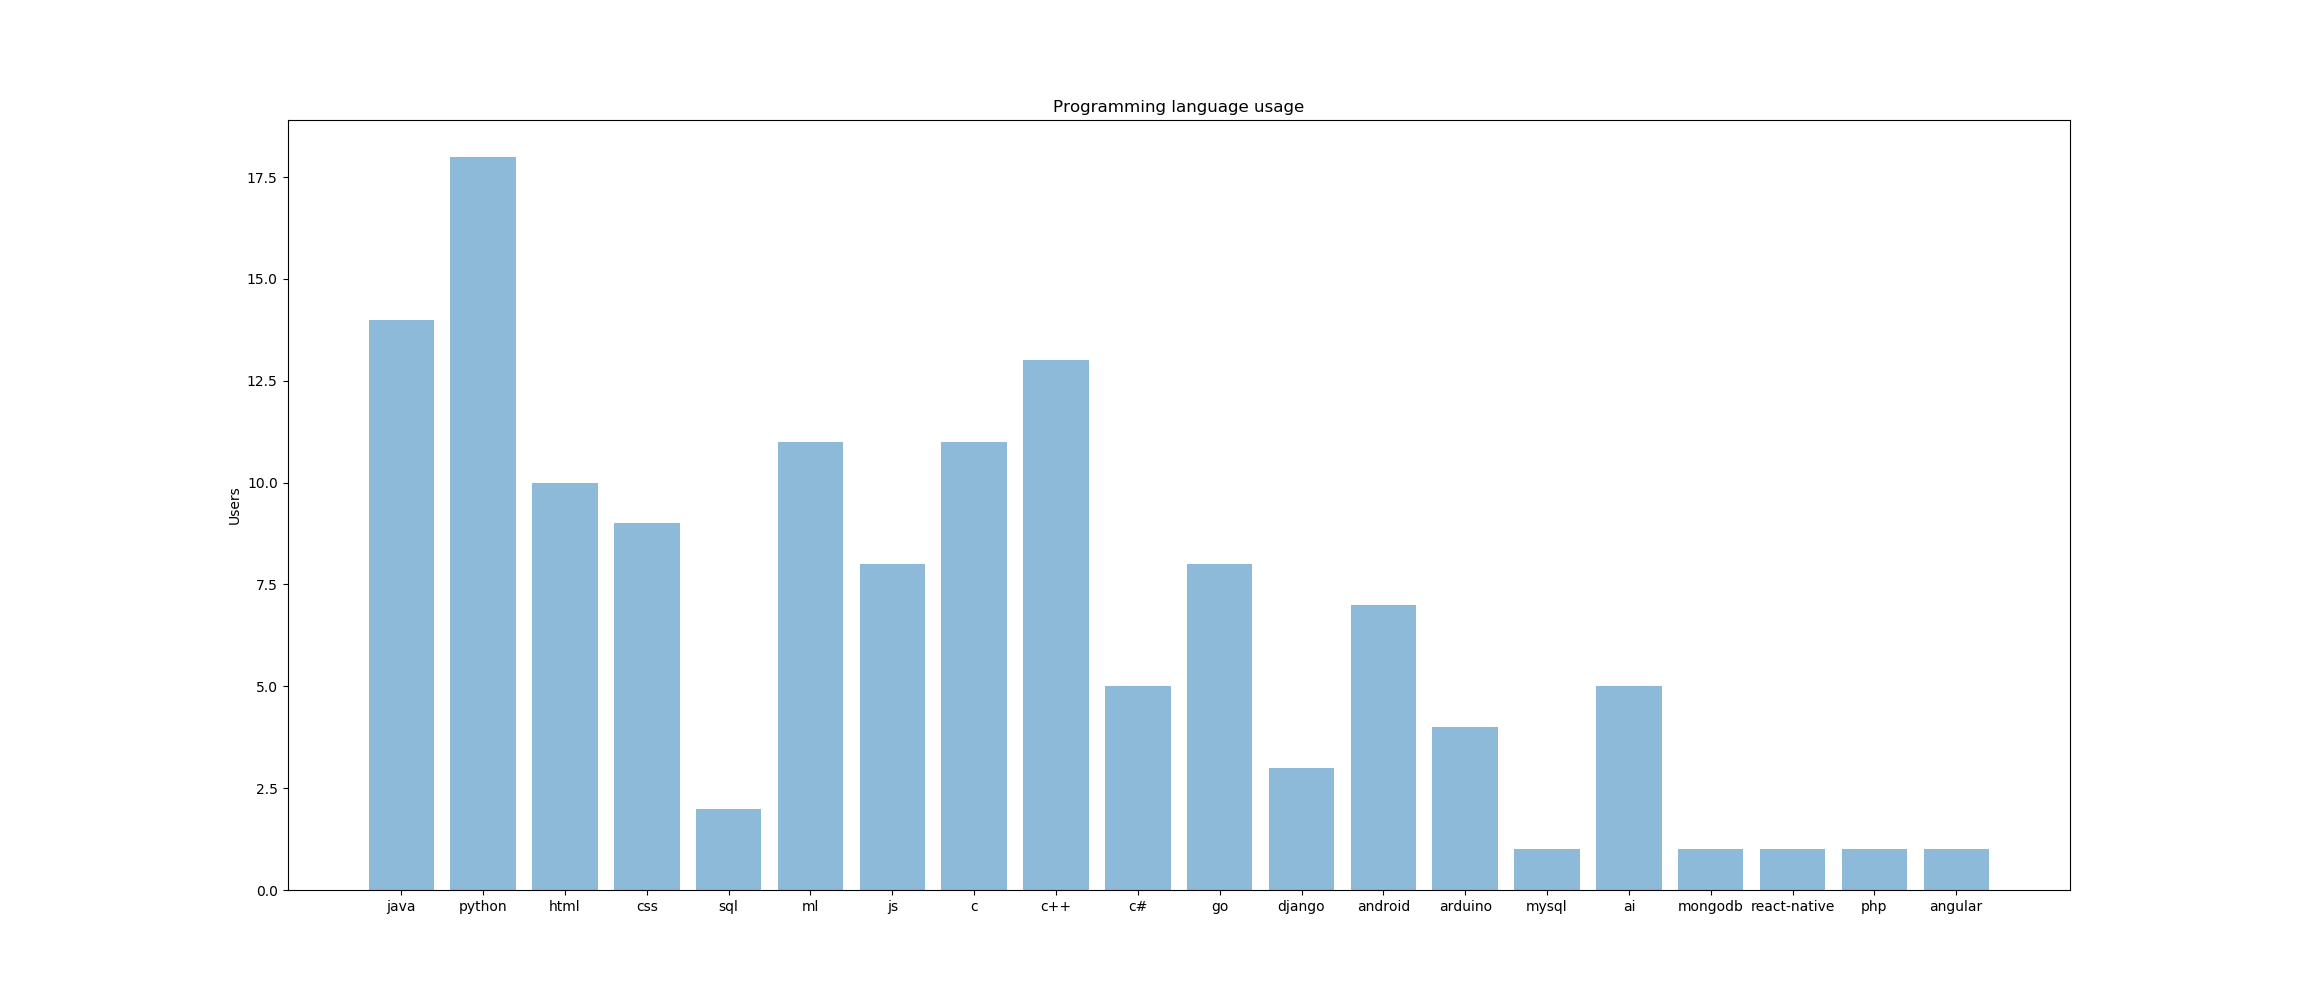 Programming language usage
Users
17.5
15.0
12.5
10.0
7.5
5.0
2.5
0.0
java python html css sql ml js c c++ c# go django android arduino mysql ai mongodb react-native php angular